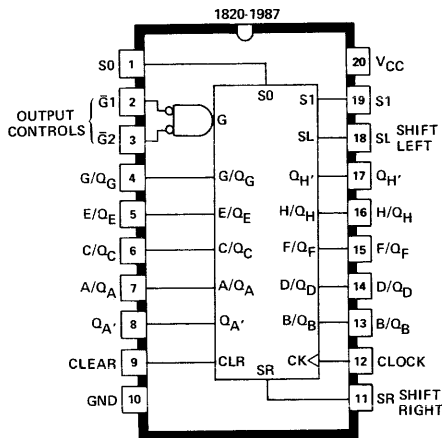 1820-1987
S0 1 20 VCC
G̅1 2 S0 S1 19 S1
OUTPUT CONTROLS G
G̅2 3 SL 18 SL SHIFT LEFT
G/QG 4 G/QG QH' 17 QH'
E/QE 5 E/QE H/QH 16 H/QH
C/QC 6 C/QC F/QF 15 F/QF
A/QA 7 A/QA D/QD 14 D/QD
QA' 8 QA' B/QB 13 B/QB
CLEAR 9 CLR CK 12 CLOCK
GND 10 SR 11 SR SHIFT RIGHT